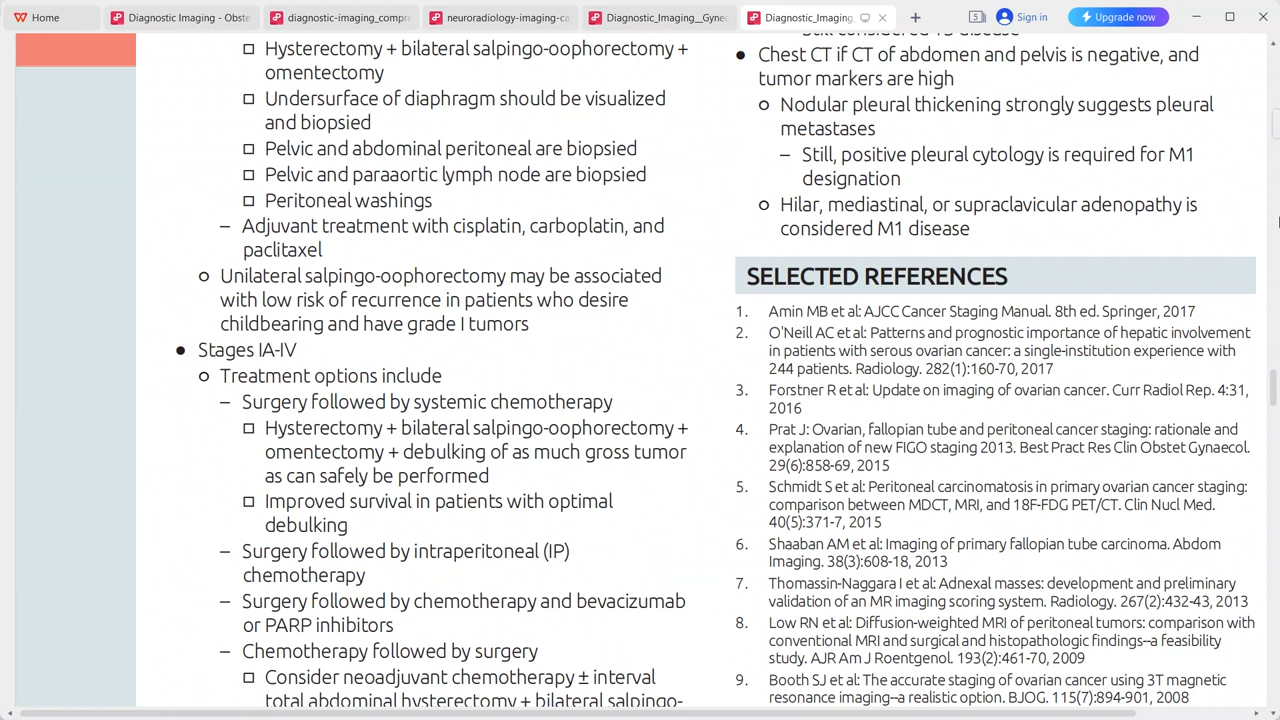 Home
Diagnostic Imaging - Obste
diagnostic-imaging_compre
neuroradiology-imaging-ca
Diagnostic_Imaging__Gynec
Diagnostic_Imaging_
Sign in
Upgrade now
□ Hysterectomy + bilateral salpingo-oophorectomy +
omentectomy
□ Undersurface of diaphragm should be visualized
and biopsied
□ Pelvic and abdominal peritoneal are biopsied
□ Pelvic and paraaortic lymph node are biopsied
□ Peritoneal washings
– Adjuvant treatment with cisplatin, carboplatin, and
paclitaxel
○ Unilateral salpingo-oophorectomy may be associated
with low risk of recurrence in patients who desire
childbearing and have grade I tumors
● Stages IA-IV
○ Treatment options include
– Surgery followed by systemic chemotherapy
□ Hysterectomy + bilateral salpingo-oophorectomy +
omentectomy + debulking of as much gross tumor
as can safely be performed
□ Improved survival in patients with optimal
debulking
– Surgery followed by intraperitoneal (IP)
chemotherapy
– Surgery followed by chemotherapy and bevacizumab
or PARP inhibitors
– Chemotherapy followed by surgery
□ Consider neoadjuvant chemotherapy ± interval
total abdominal hysterectomy + bilateral salpingo-
● Chest CT if CT of abdomen and pelvis is negative, and
tumor markers are high
○ Nodular pleural thickening strongly suggests pleural
metastases
– Still, positive pleural cytology is required for M1
designation
○ Hilar, mediastinal, or supraclavicular adenopathy is
considered M1 disease
SELECTED REFERENCES
1. Amin MB et al: AJCC Cancer Staging Manual. 8th ed. Springer, 2017
2. O'Neill AC et al: Patterns and prognostic importance of hepatic involvement
in patients with serous ovarian cancer: a single-institution experience with
244 patients. Radiology. 282(1):160-70, 2017
3. Forstner R et al: Update on imaging of ovarian cancer. Curr Radiol Rep. 4:31,
2016
4. Prat J: Ovarian, fallopian tube and peritoneal cancer staging: rationale and
explanation of new FIGO staging 2013. Best Pract Res Clin Obstet Gynaecol.
29(6):858-69, 2015
5. Schmidt S et al: Peritoneal carcinomatosis in primary ovarian cancer staging:
comparison between MDCT, MRI, and 18F-FDG PET/CT. Clin Nucl Med.
40(5):371-7, 2015
6. Shaaban AM et al: Imaging of primary fallopian tube carcinoma. Abdom
Imaging. 38(3):608-18, 2013
7. Thomassin-Naggara I et al: Adnexal masses: development and preliminary
validation of an MR imaging scoring system. Radiology. 267(2):432-43, 2013
8. Low RN et al: Diffusion-weighted MRI of peritoneal tumors: comparison with
conventional MRI and surgical and histopathologic findings--a feasibility
study. AJR Am J Roentgenol. 193(2):461-70, 2009
9. Booth SJ et al: The accurate staging of ovarian cancer using 3T magnetic
resonance imaging--a realistic option. BJOG. 115(7):894-901, 2008